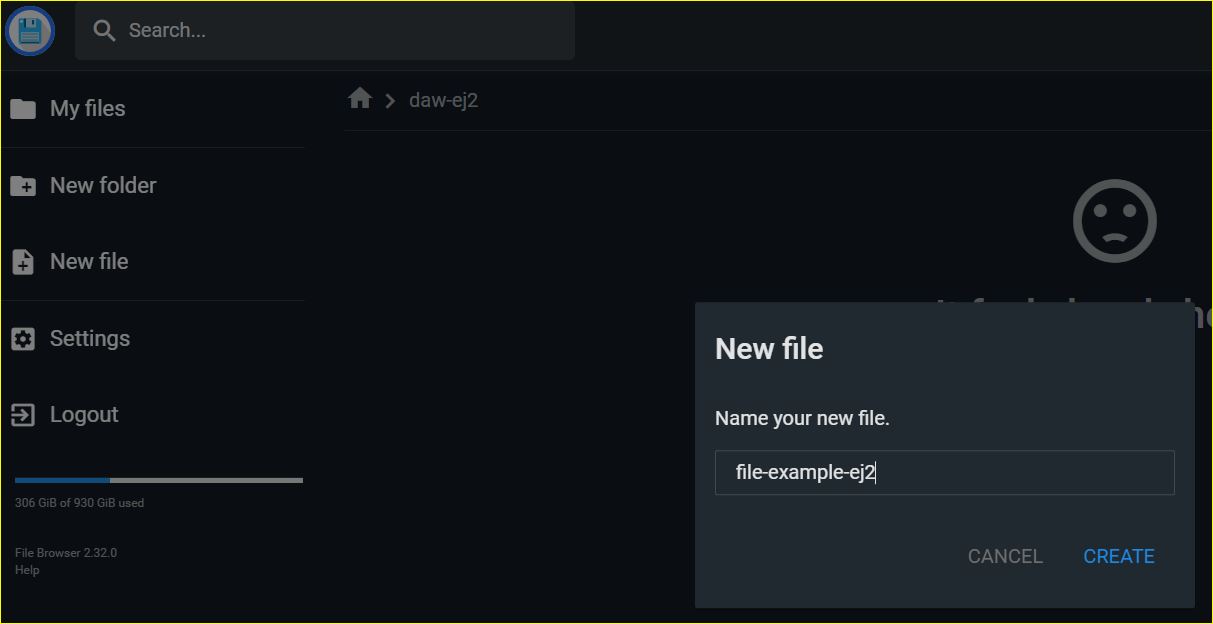 Search...
My files
New folder
New file
Settings
Logout
306 GiB of 930 GiB used
File Browser 2.32.0
Help
daw-ej2
New file
Name your new file.
file-example-ej2
CANCEL
CREATE